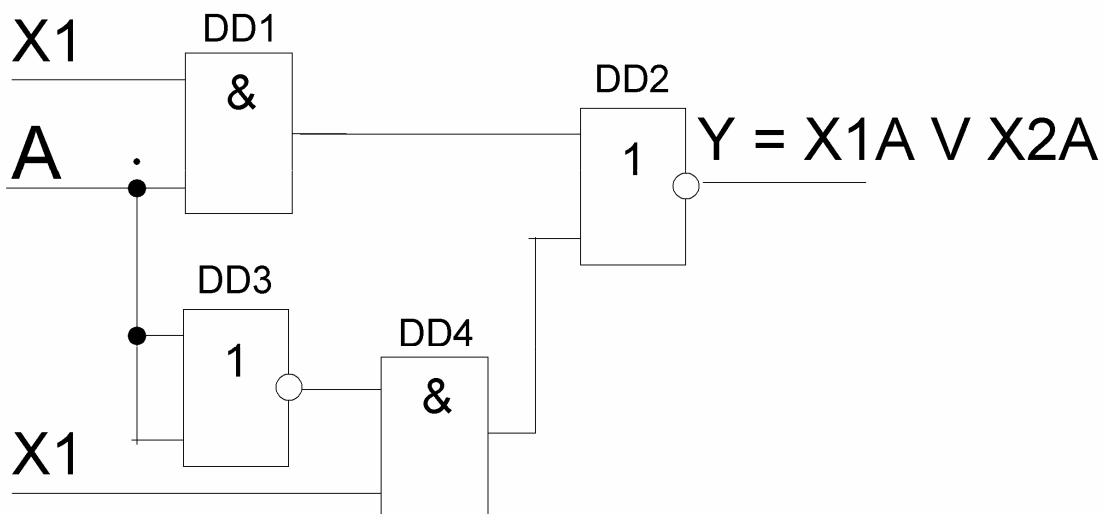 X1
DD1
&
A
DD2
1
Y = X1A V X2A
DD3
1
DD4
&
X1